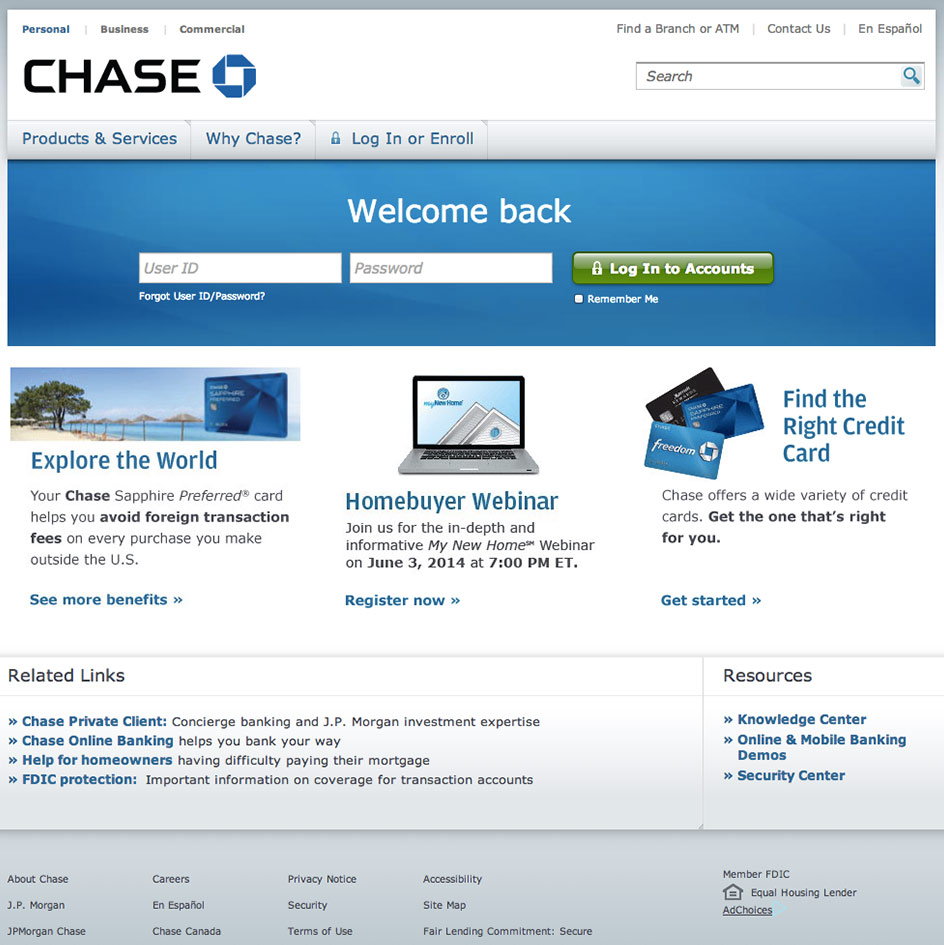 Personal | Business | Commercial
Find a Branch or ATM | Contact Us | En Español
CHASE
Search
Products & Services
Why Chase?
Log In or Enroll
Welcome back
User ID
Password
Log In to Accounts
Forgot User ID/Password?
Remember Me
SAPPHIRE
PREFERRED
Explore the World
Your Chase Sapphire Preferred® card
helps you avoid foreign transaction
fees on every purchase you make
outside the U.S.
See more benefits »
myNewHome
Homebuyer Webinar
Join us for the in-depth and
informative My New Home℠ Webinar
on June 3, 2014 at 7:00 PM ET.
Register now »
SAPPHIRE
PREFERRED
CHASE
freedom
Find the
Right Credit
Card
Chase offers a wide variety of credit
cards. Get the one that’s right
for you.
Get started »
Related Links
» Chase Private Client: Concierge banking and J.P. Morgan investment expertise
» Chase Online Banking helps you bank your way
» Help for homeowners having difficulty paying their mortgage
» FDIC protection: Important information on coverage for transaction accounts
Resources
» Knowledge Center
» Online & Mobile Banking
Demos
» Security Center
About Chase
Careers
Privacy Notice
Accessibility
J.P. Morgan
En Español
Security
Site Map
JPMorgan Chase
Chase Canada
Terms of Use
Fair Lending Commitment: Secure
Member FDIC
Equal Housing Lender
AdChoices